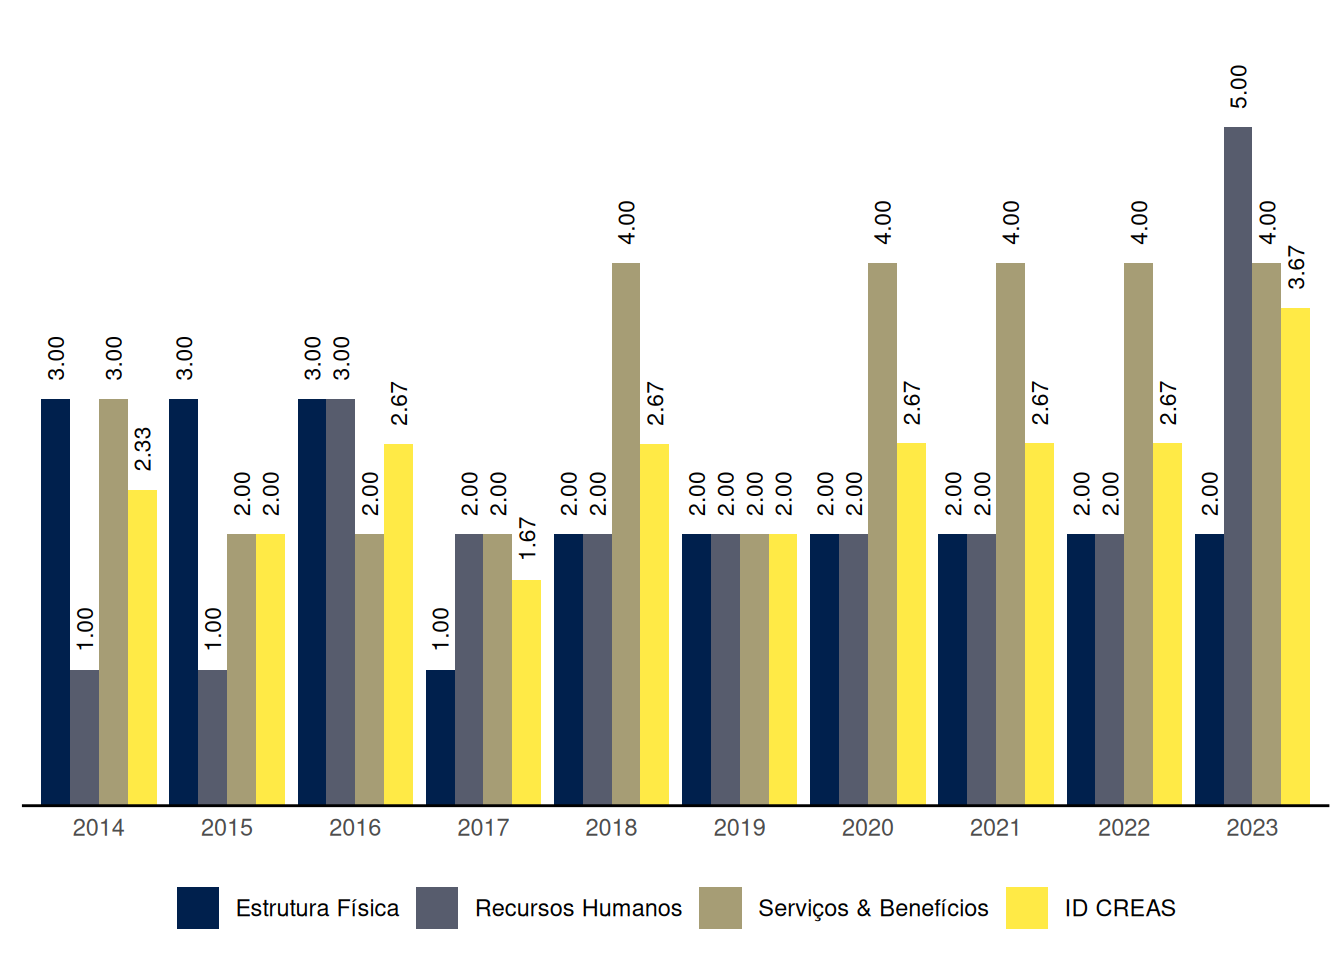 5.00
4.00 4.00 4.00 4.00 4.00
3.67
3.00 3.00 3.00 3.00 3.00
2.67 2.67 2.67 2.67 2.67
2.33
2.00 2.00 2.00 2.00 2.00 2.00 2.00 2.00 2.00 2.00 2.00 2.00 2.00 2.00 2.00 2.00 2.00 2.00 2.00
1.67
1.00 1.00 1.00
2014 2015 2016 2017 2018 2019 2020 2021 2022 2023
Estrutura Física Recursos Humanos Serviços & Benefícios ID CREAS